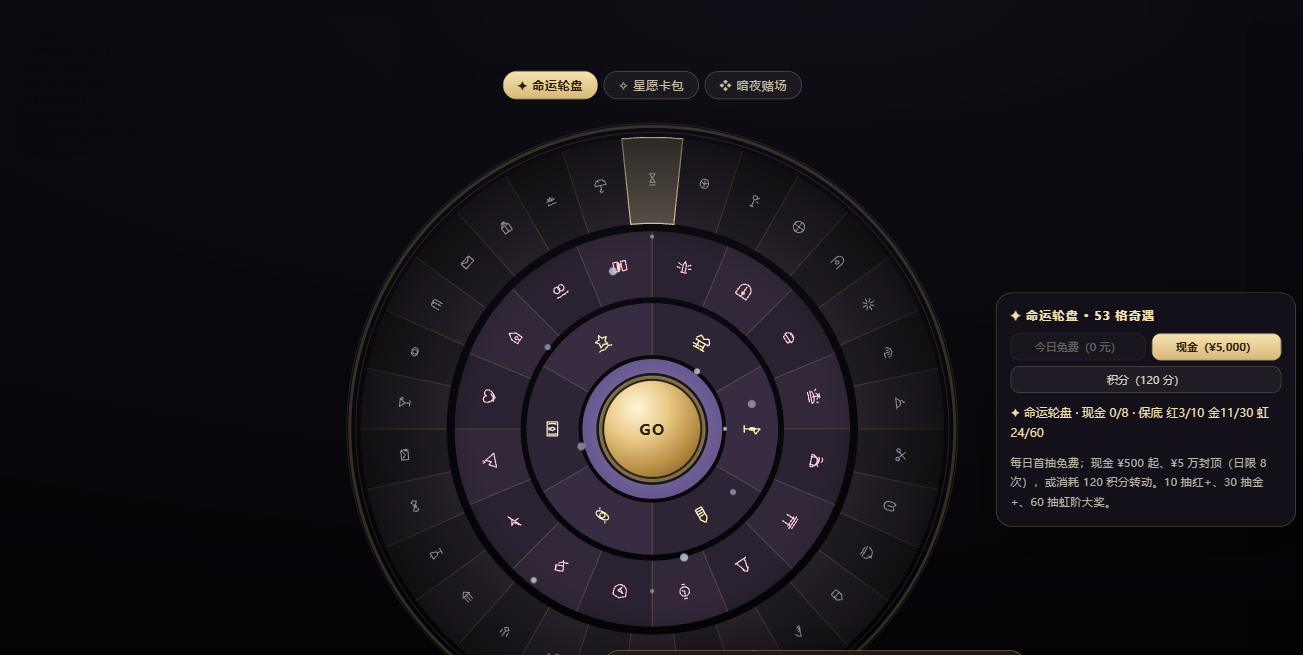 ✦ 命运轮盘
✧ 星愿卡包
❖ 暗夜赌场
GO
✦ 命运轮盘 • 53 格奇遇
今日免费（0 元）
现金（¥5,000）
积分（120 分）
✦ 命运轮盘 · 现金 0/8 · 保底 红3/10 金11/30 虹
24/60
每日首抽免费；现金 ¥500 起、¥5 万封顶（日限 8
次），或消耗 120 积分转动。10 抽红+、30 抽金
+、60 抽虹阶大奖。